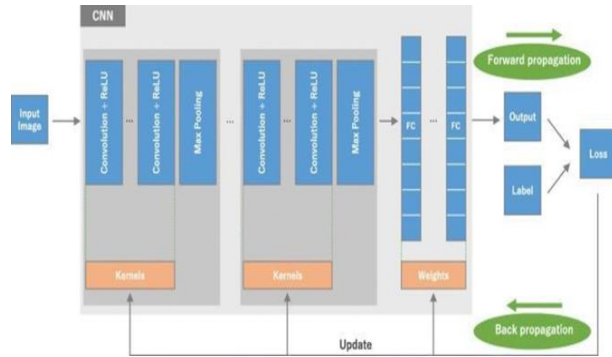 CNN
Forward propagation
Input
Image
Convolution + ReLU
...
Convolution + ReLU
Max Pooling
...
Convolution + ReLU
...
Convolution + ReLU
Max Pooling
FC
...
FC
Output
Label
Loss
Kernels
Kernels
Weights
Back propagation
Update